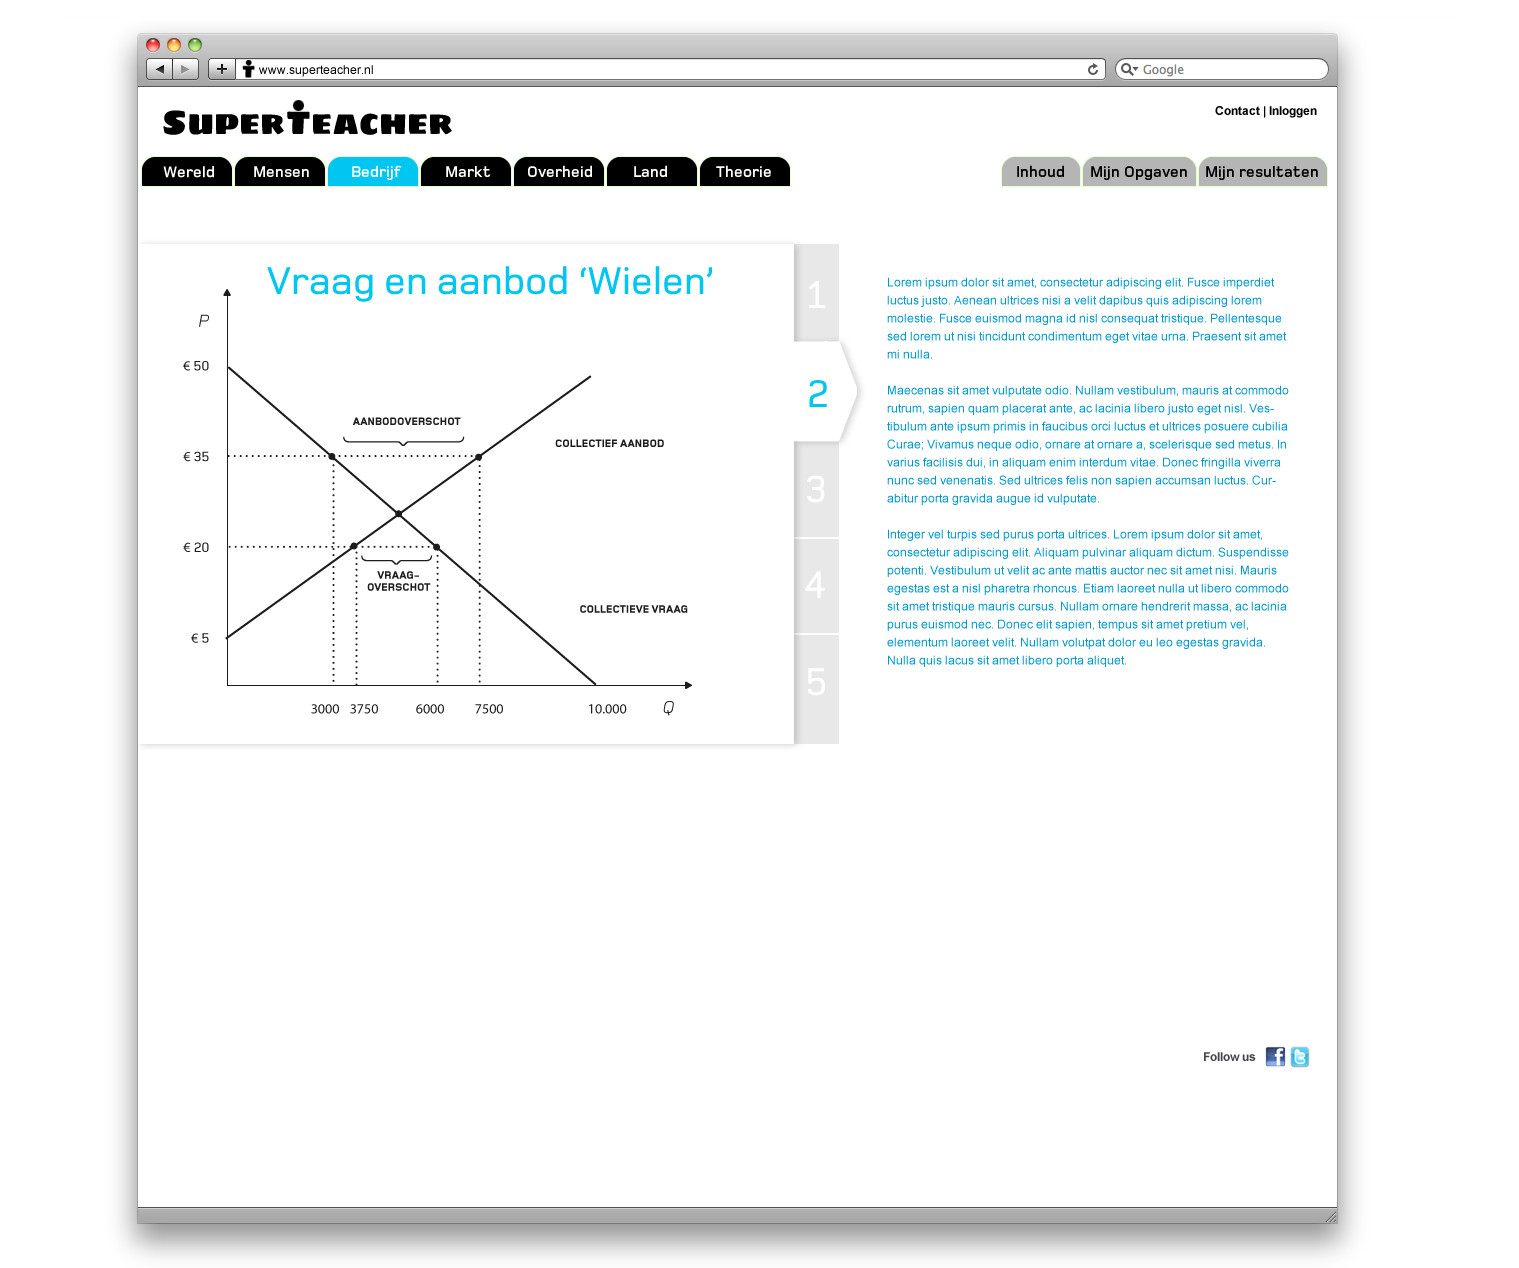 www.superteacher.nl
Google
SUPERTEACHER
Contact | Inloggen
Wereld
Mensen
Bedrijf
Markt
Overheid
Land
Theorie
Inhoud
Mijn Opgaven
Mijn resultaten
Vraag en aanbod ‘Wielen’
P
€ 50
AANBODOVERSCHOT
COLLECTIEF AANBOD
€ 35
€ 20
VRAAG-
OVERSCHOT
COLLECTIEVE VRAAG
€ 5
3000
3750
6000
7500
10.000
Q
1
2
3
4
5
Lorem ipsum dolor sit amet, consectetur adipiscing elit. Fusce imperdiet
luctus justo. Aenean ultrices nisi a velit dapibus quis adipiscing lorem
molestie. Fusce euismod magna id nisl consequat tristique. Pellentesque
sed lorem ut nisi tincidunt condimentum eget vitae urna. Praesent sit amet
mi nulla.
Maecenas sit amet vulputate odio. Nullam vestibulum, mauris at commodo
rutrum, sapien quam placerat ante, ac lacinia libero justo eget nisl. Ves-
tibulum ante ipsum primis in faucibus orci luctus et ultrices posuere cubilia
Curae; Vivamus neque odio, ornare at ornare a, scelerisque sed metus. In
varius facilisis dui, in aliquam enim interdum vitae. Donec fringilla viverra
nunc sed venenatis. Sed ultrices felis non sapien accumsan luctus. Cur-
abitur porta gravida augue id vulputate.
Integer vel turpis sed purus porta ultrices. Lorem ipsum dolor sit amet,
consectetur adipiscing elit. Aliquam pulvinar aliquam dictum. Suspendisse
potenti. Vestibulum ut velit ac ante mattis auctor nec sit amet nisi. Mauris
egestas est a nisl pharetra rhoncus. Etiam laoreet nulla ut libero commodo
sit amet tristique mauris cursus. Nullam ornare hendrerit massa, ac lacinia
purus euismod nec. Donec elit sapien, tempus sit amet pretium vel,
elementum laoreet velit. Nullam volutpat dolor eu leo egestas gravida.
Nulla quis lacus sit amet libero porta aliquet.
Follow us